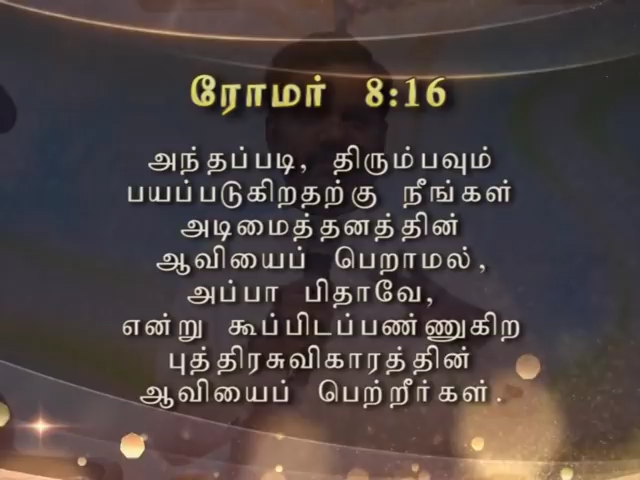 ரோமர் 8:16
அந்தப்படி, திரும்பவும்
பயப்படுகிறதற்கு நீங்கள்
அடிமைத்தனத்தின்
ஆவியைப் பெறாமல்,
அப்பா பிதாவே,
என்று கூப்பிடப்பண்ணுகிற
புத்திரசுவிகாரத்தின்
ஆவியைப் பெற்றீர்கள்.